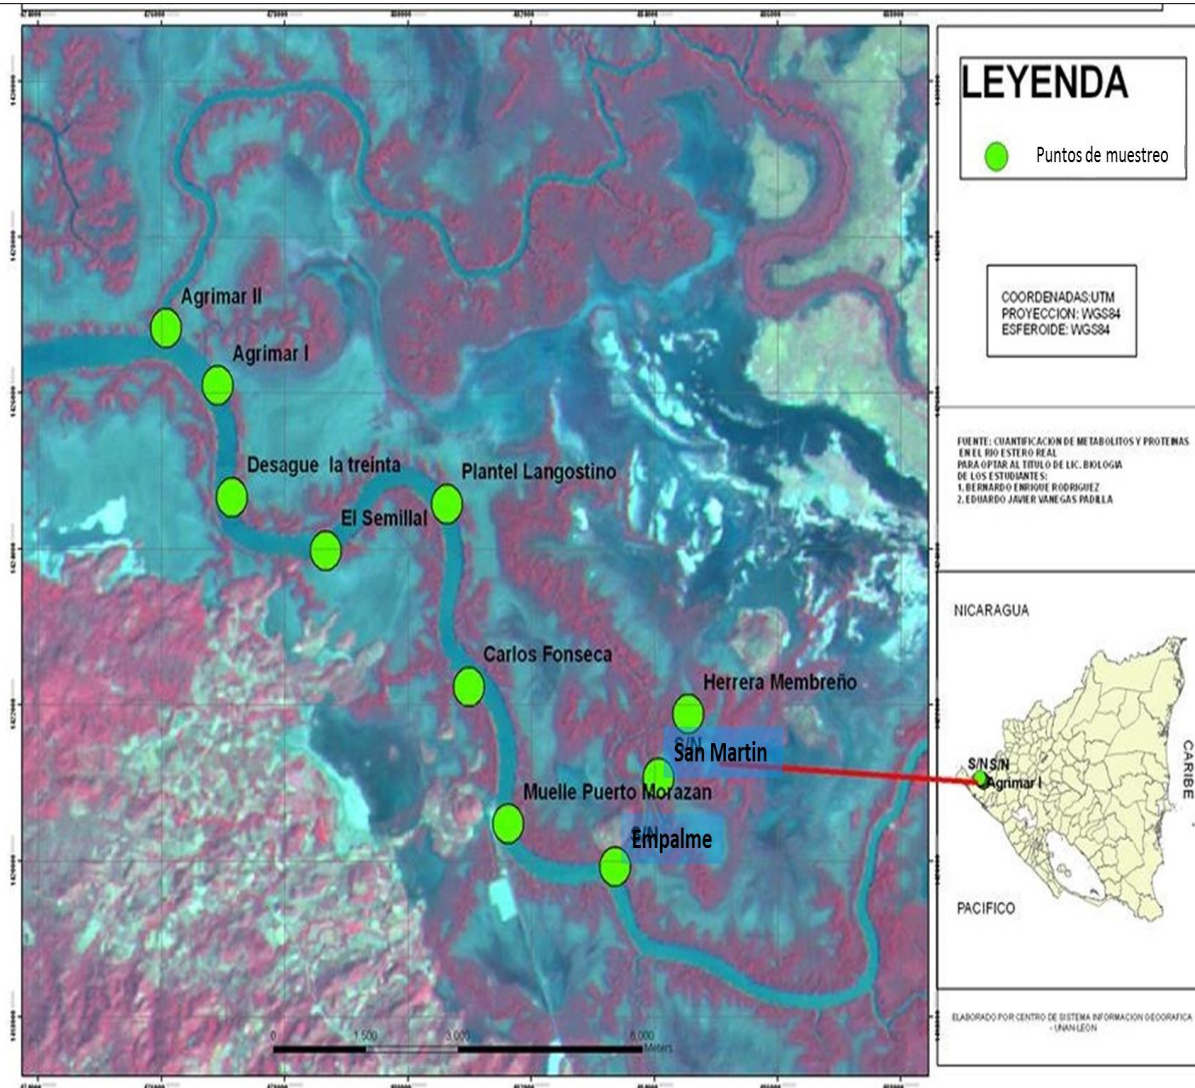 Agrimar II
Agrimar I
Desague la treinta
El Semillal
Plantel Langostino
Carlos Fonseca
Herrera Membreño
S/N
San Martin
Muelle Puerto Morazan
S/N
Empalme
0 1,500 3,000 6,000
Meters
LEYENDA
Puntos de muestreo
COORDENADAS:UTM
PROYECCION: WGS84
ESFEROIDE: WGS84
FUENTE: CUANTIFICACION DE METABOLITOS Y PROTEINAS
EN EL RIO ESTERO REAL
PARA OPTAR AL TITULO DE LIC. BIOLOGIA
DE LOS ESTUDIANTES:
1. BERNARDO ENRIQUE RODRIGUEZ
2. EDUARDO JAVIER VANEGAS PADILLA
NICARAGUA
CARIBE
S/N S/N
Agrimar I
PACIFICO
ELABORADO POR CENTRO DE SISTEMA INFORMACION GEOGRAFICA
- UNAN-LEON